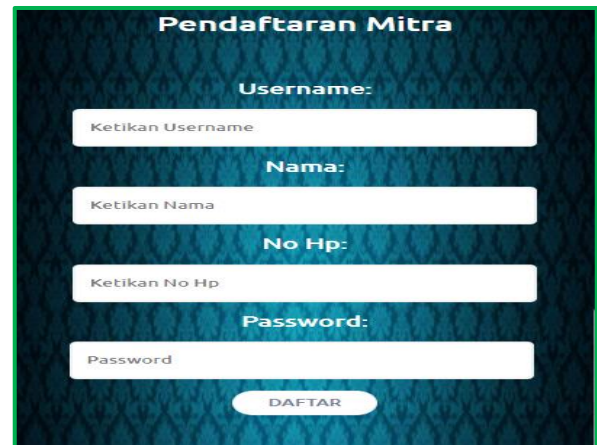 Pendaftaran Mitra
Username:
Ketikan Username
Nama:
Ketikan Nama
No Hp:
Ketikan No Hp
Password:
Password
DAFTAR